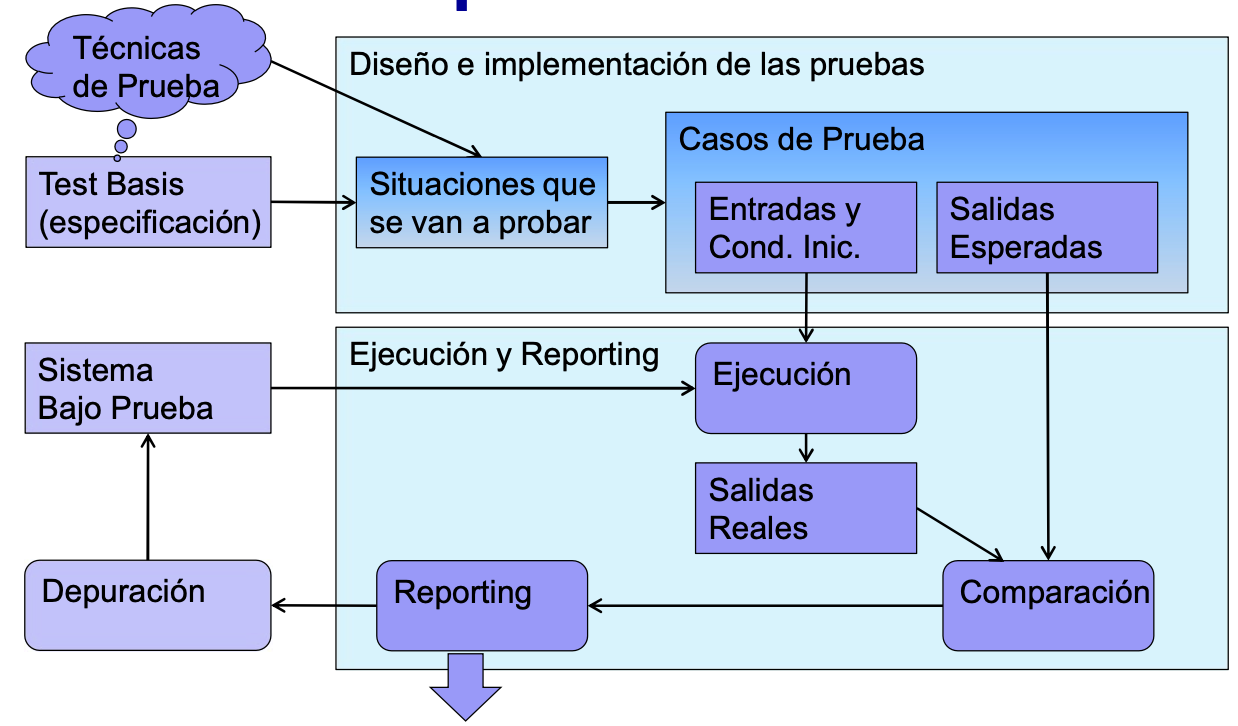 Técnicas
de Prueba
Diseño e implementación de las pruebas
Casos de Prueba
Test Basis
(especificación)
Situaciones que
se van a probar
Entradas y
Cond. Inic.
Salidas
Esperadas
Ejecución y Reporting
Sistema
Bajo Prueba
Ejecución
Salidas
Reales
Depuración
Reporting
Comparación